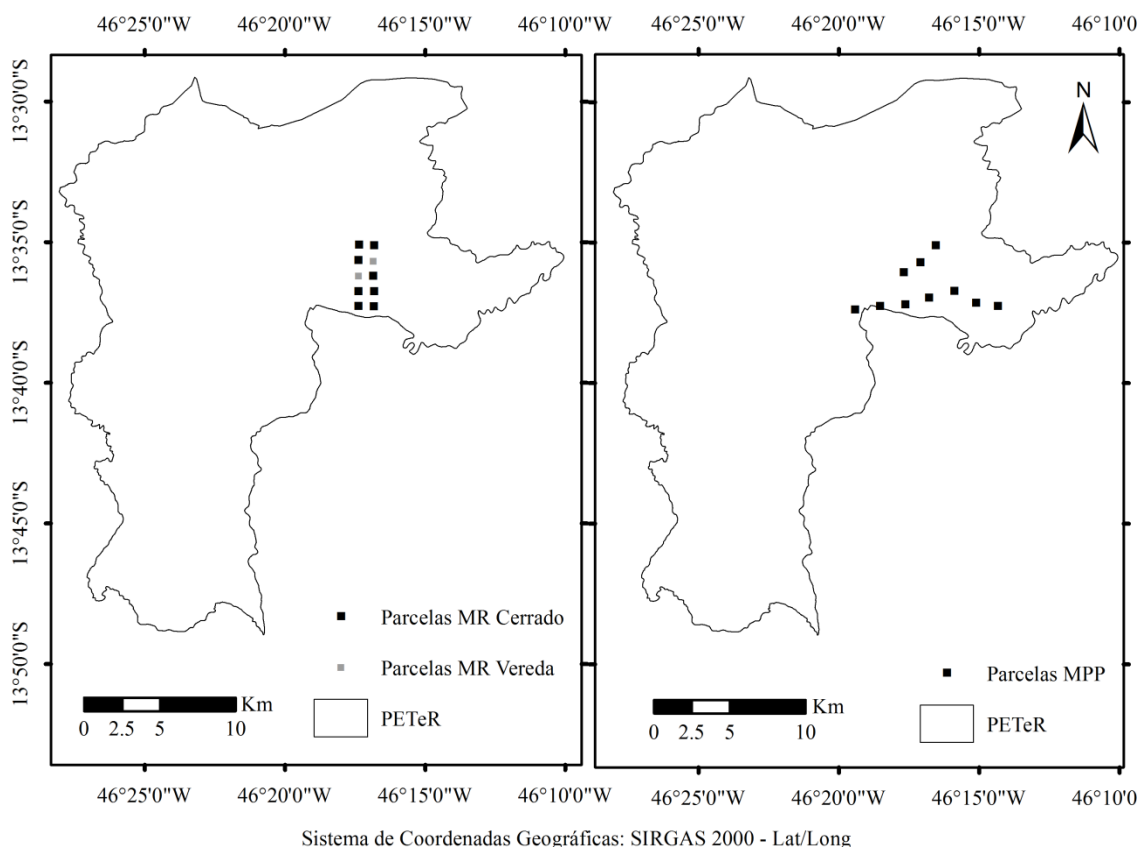 46°25'0"W 46°20'0"W 46°15'0"W 46°10'0"W 46°25'0"W 46°20'0"W 46°15'0"W 46°10'0"
13°30'0"S
13°35'0"S
13°40'0"S
13°45'0"S
13°50'0"S
N
Parcelas MR Cerrado
Parcelas MR Vereda
PETeR
Km
0 2.5 5 10
Parcelas MPP
PETeR
Km
0 2.5 5 10
46°25'0"W 46°20'0"W 46°15'0"W 46°10'0"W 46°25'0"W 46°20'0"W 46°15'0"W 46°10'0"
Sistema de Coordenadas Geográficas: SIRGAS 2000 - Lat/Long